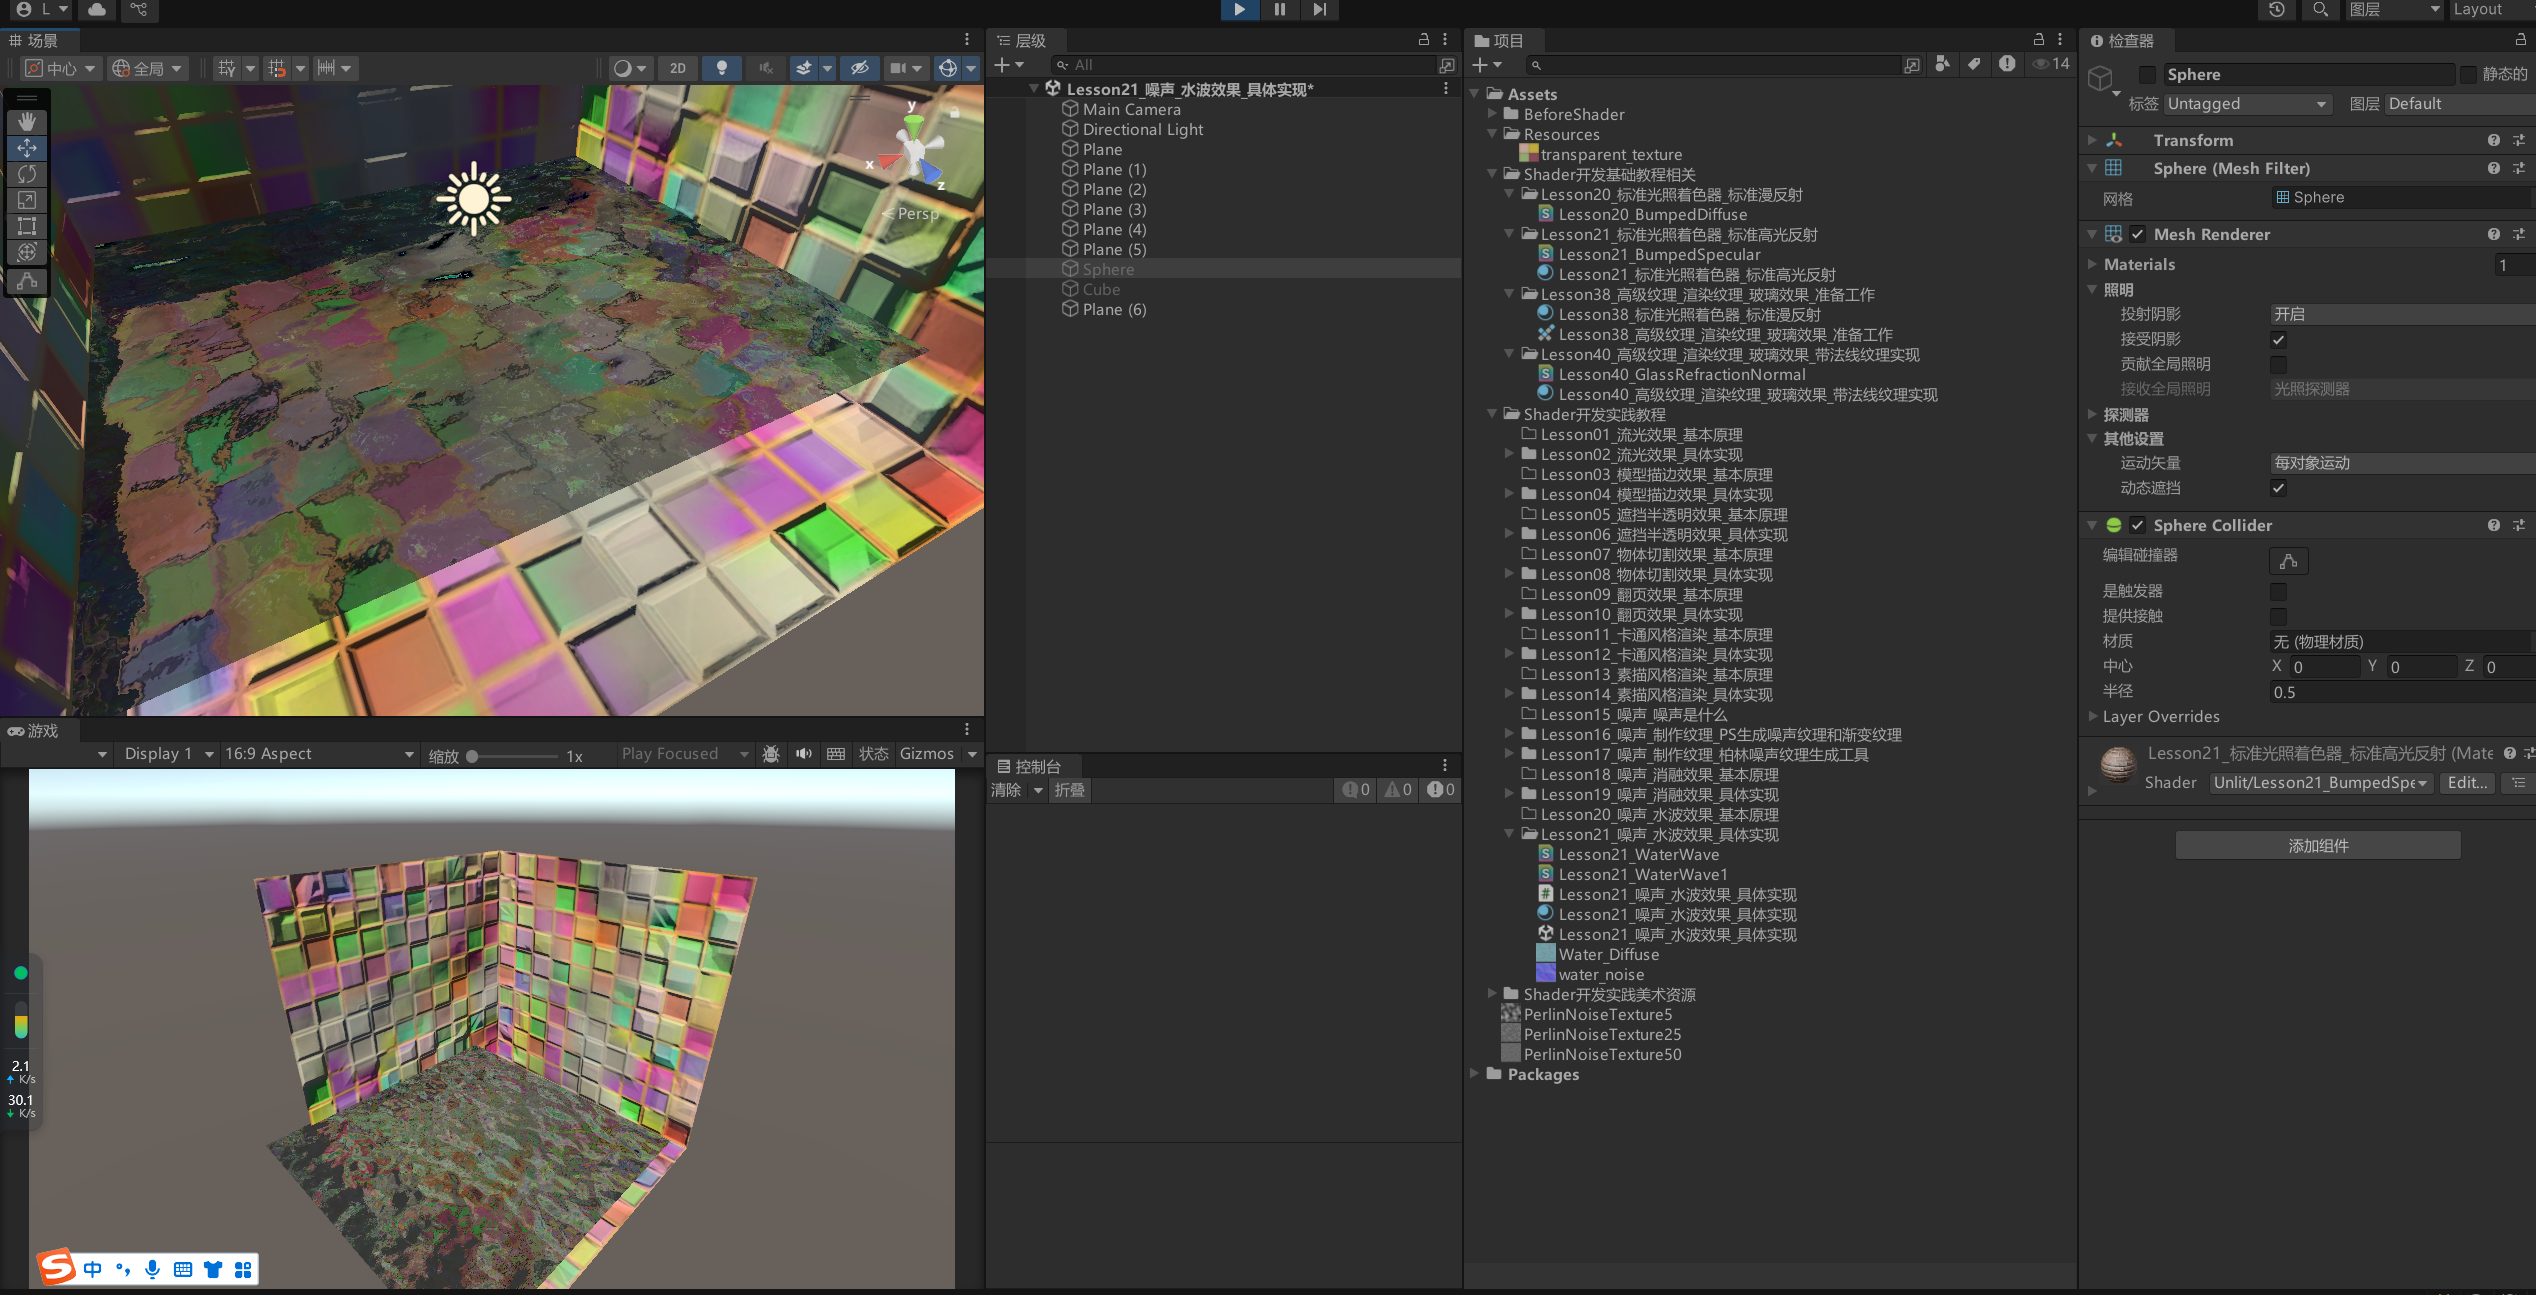 L
图层
Layout
场景
中心
全局
2D
y
x
z
Persp
游戏
Display 1
16:9 Aspect
缩放
1x
Play Focused
状态
Gizmos
2.1
K/s
30.1
K/s
中
层级
All
Lesson21_噪声_水波效果_具体实现*
Main Camera
Directional Light
Plane
Plane (1)
Plane (2)
Plane (3)
Plane (4)
Plane (5)
Sphere
Cube
Plane (6)
控制台
清除
折叠
0
0
0
项目
14
Assets
BeforeShader
Resources
transparent_texture
Shader开发基础教程相关
Lesson20_标准光照着色器_标准漫反射
Lesson20_BumpedDiffuse
Lesson21_标准光照着色器_标准高光反射
Lesson21_BumpedSpecular
Lesson21_标准光照着色器_标准高光反射
Lesson38_高级纹理_渲染纹理_玻璃效果_准备工作
Lesson38_标准光照着色器_标准漫反射
Lesson38_高级纹理_渲染纹理_玻璃效果_准备工作
Lesson40_高级纹理_渲染纹理_玻璃效果_带法线纹理实现
Lesson40_GlassRefractionNormal
Lesson40_高级纹理_渲染纹理_玻璃效果_带法线纹理实现
Shader开发实践教程
Lesson01_流光效果_基本原理
Lesson02_流光效果_具体实现
Lesson03_模型描边效果_基本原理
Lesson04_模型描边效果_具体实现
Lesson05_遮挡半透明效果_基本原理
Lesson06_遮挡半透明效果_具体实现
Lesson07_物体切割效果_基本原理
Lesson08_物体切割效果_具体实现
Lesson09_翻页效果_基本原理
Lesson10_翻页效果_具体实现
Lesson11_卡通风格渲染_基本原理
Lesson12_卡通风格渲染_具体实现
Lesson13_素描风格渲染_基本原理
Lesson14_素描风格渲染_具体实现
Lesson15_噪声_噪声是什么
Lesson16_噪声_制作纹理_PS生成噪声纹理和渐变纹理
Lesson17_噪声_制作纹理_柏林噪声纹理生成工具
Lesson18_噪声_消融效果_基本原理
Lesson19_噪声_消融效果_具体实现
Lesson20_噪声_水波效果_基本原理
Lesson21_噪声_水波效果_具体实现
Lesson21_WaterWave
Lesson21_WaterWave1
Lesson21_噪声_水波效果_具体实现
Lesson21_噪声_水波效果_具体实现
Lesson21_噪声_水波效果_具体实现
Water_Diffuse
water_noise
Shader开发实践美术资源
PerlinNoiseTexture5
PerlinNoiseTexture25
PerlinNoiseTexture50
Packages
检查器
Sphere
静态的
标签 Untagged 图层 Default
Transform
Sphere (Mesh Filter)
网格 Sphere
Mesh Renderer
Materials 1
照明
投射阴影 开启
接受阴影
贡献全局照明
接收全局照明 光照探测器
探测器
其他设置
运动矢量 每对象运动
动态遮挡
Sphere Collider
编辑碰撞器
是触发器
提供接触
材质 无 (物理材质)
中心 X 0 Y 0 Z 0
半径 0.5
Layer Overrides
Lesson21_标准光照着色器_标准高光反射 (Mate
Shader Unlit/Lesson21_BumpedSpe Edit...
添加组件